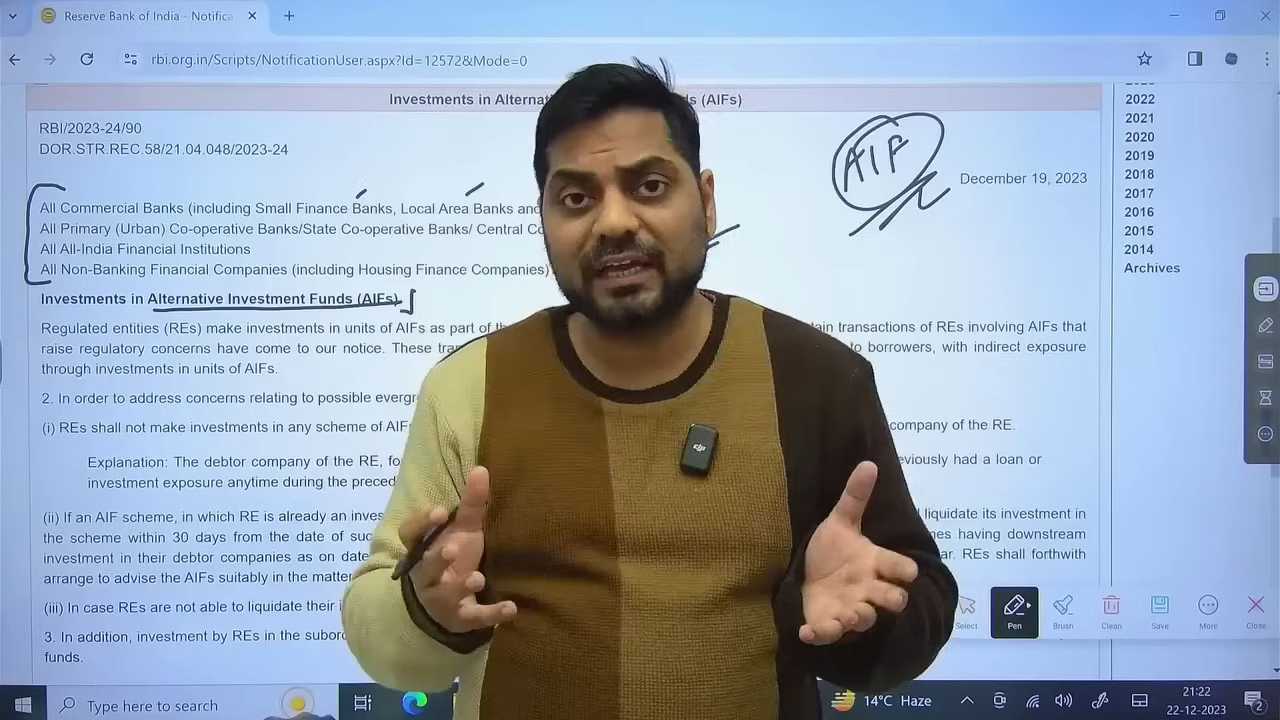 Reserve Bank of India - Notifica
rbi.org.in/Scripts/NotificationUser.aspx?Id=12572&Mode=0
Investments in Alternat s (AIFs)
RBI/2023-24/90
DOR.STR.REC.58/21.04.048/2023-24
AIF
December 19, 2023
All Commercial Banks (including Small Finance Banks, Local Area Banks and
All Primary (Urban) Co-operative Banks/State Co-operative Banks/ Central Co
All All-India Financial Institutions
All Non-Banking Financial Companies (including Housing Finance Companies)
Investments in Alternative Investment Funds (AIFs)
Regulated entities (REs) make investments in units of AIFs as part of th tain transactions of REs involving AIFs that
raise regulatory concerns have come to our notice. These tran to borrowers, with indirect exposure
through investments in units of AIFs.
2. In order to address concerns relating to possible evergr
(i) REs shall not make investments in any scheme of AIF company of the RE.
Explanation: The debtor company of the RE, fo eviously had a loan or
investment exposure anytime during the preced
(ii) If an AIF scheme, in which RE is already an inves l liquidate its investment in
the scheme within 30 days from the date of suc nes having downstream
investment in their debtor companies as on date ar. REs shall forthwith
arrange to advise the AIFs suitably in the matter
(iii) In case REs are not able to liquidate their i
3. In addition, investment by REs in the subord
funds.
2022
2021
2020
2019
2018
2017
2016
2015
2014
Archives
dji
Select Pen Brush Clean Save More Close
Type here to search
14°C Haze
21:22
22-12-2023
2